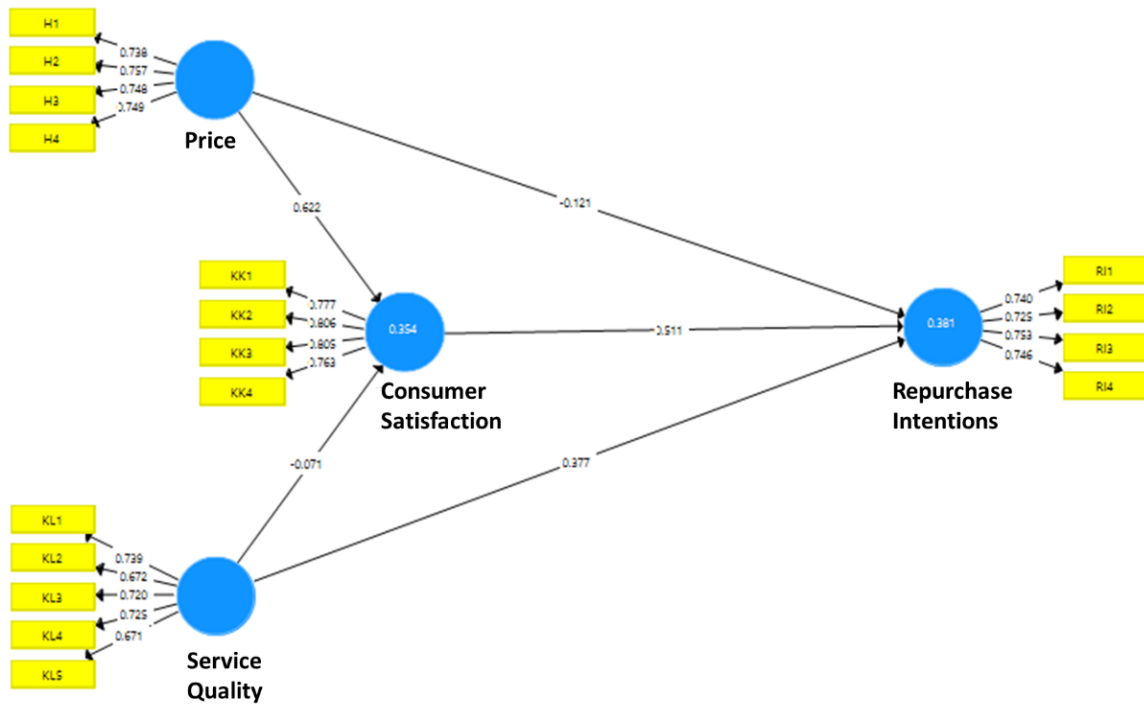 H1
H2
H3
H4
0.738
0.757
0.748
0.749
Price
0.622
-0.121
KK1
KK2
KK3
KK4
0.777
0.806
0.805
0.763
0.354
Consumer
Satisfaction
0.511
0.381
Repurchase
Intentions
0.740
0.725
0.753
0.746
RI1
RI2
RI3
RI4
-0.071
0.377
KL1
KL2
KL3
KL4
KL5
0.739
0.672
0.720
0.725
0.671
Service
Quality